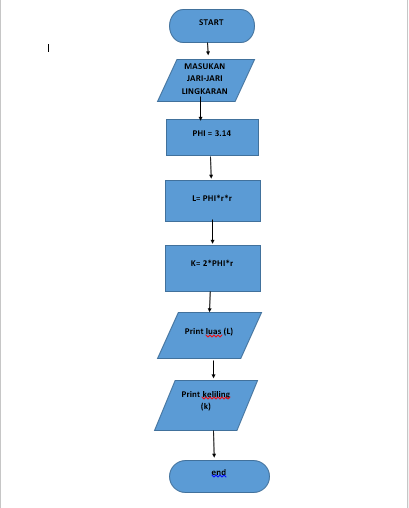 START
MASUKAN
JARI-JARI
LINGKARAN
PHI = 3.14
L= PHI*r*r
K= 2*PHI*r
Print luas (L)
Print keliling
(k)
end